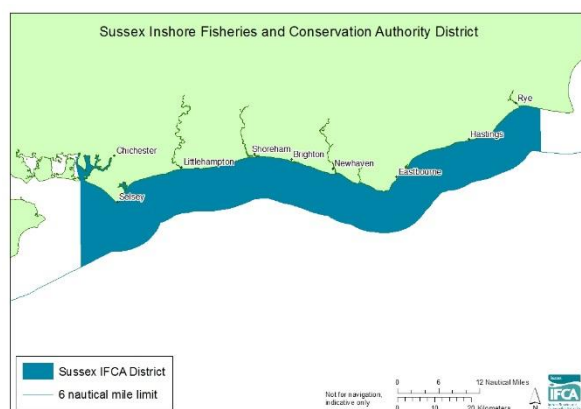 Sussex Inshore Fisheries and Conservation Authority District
Rye
Hastings
Chichester
Shoreham
Brighton
Littlehampton
Newhaven
Eastbourne
Selsey
Sussex IFCA District
6 nautical mile limit
Not for navigation,
indicative only
0 6 12 Nautical Miles
0 10 20 Kilometers
N
Sussex
IFCA